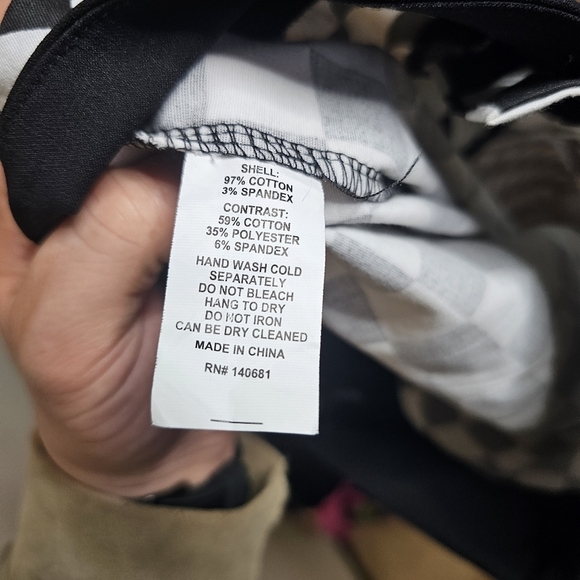 SHELL:
97% COTTON
3% SPANDEX
CONTRAST:
59% COTTON
35% POLYESTER
6% SPANDEX
HAND WASH COLD
SEPARATELY
DO NOT BLEACH
HANG TO DRY
DO NOT IRON
CAN BE DRY CLEANED
MADE IN CHINA
RN# 140681